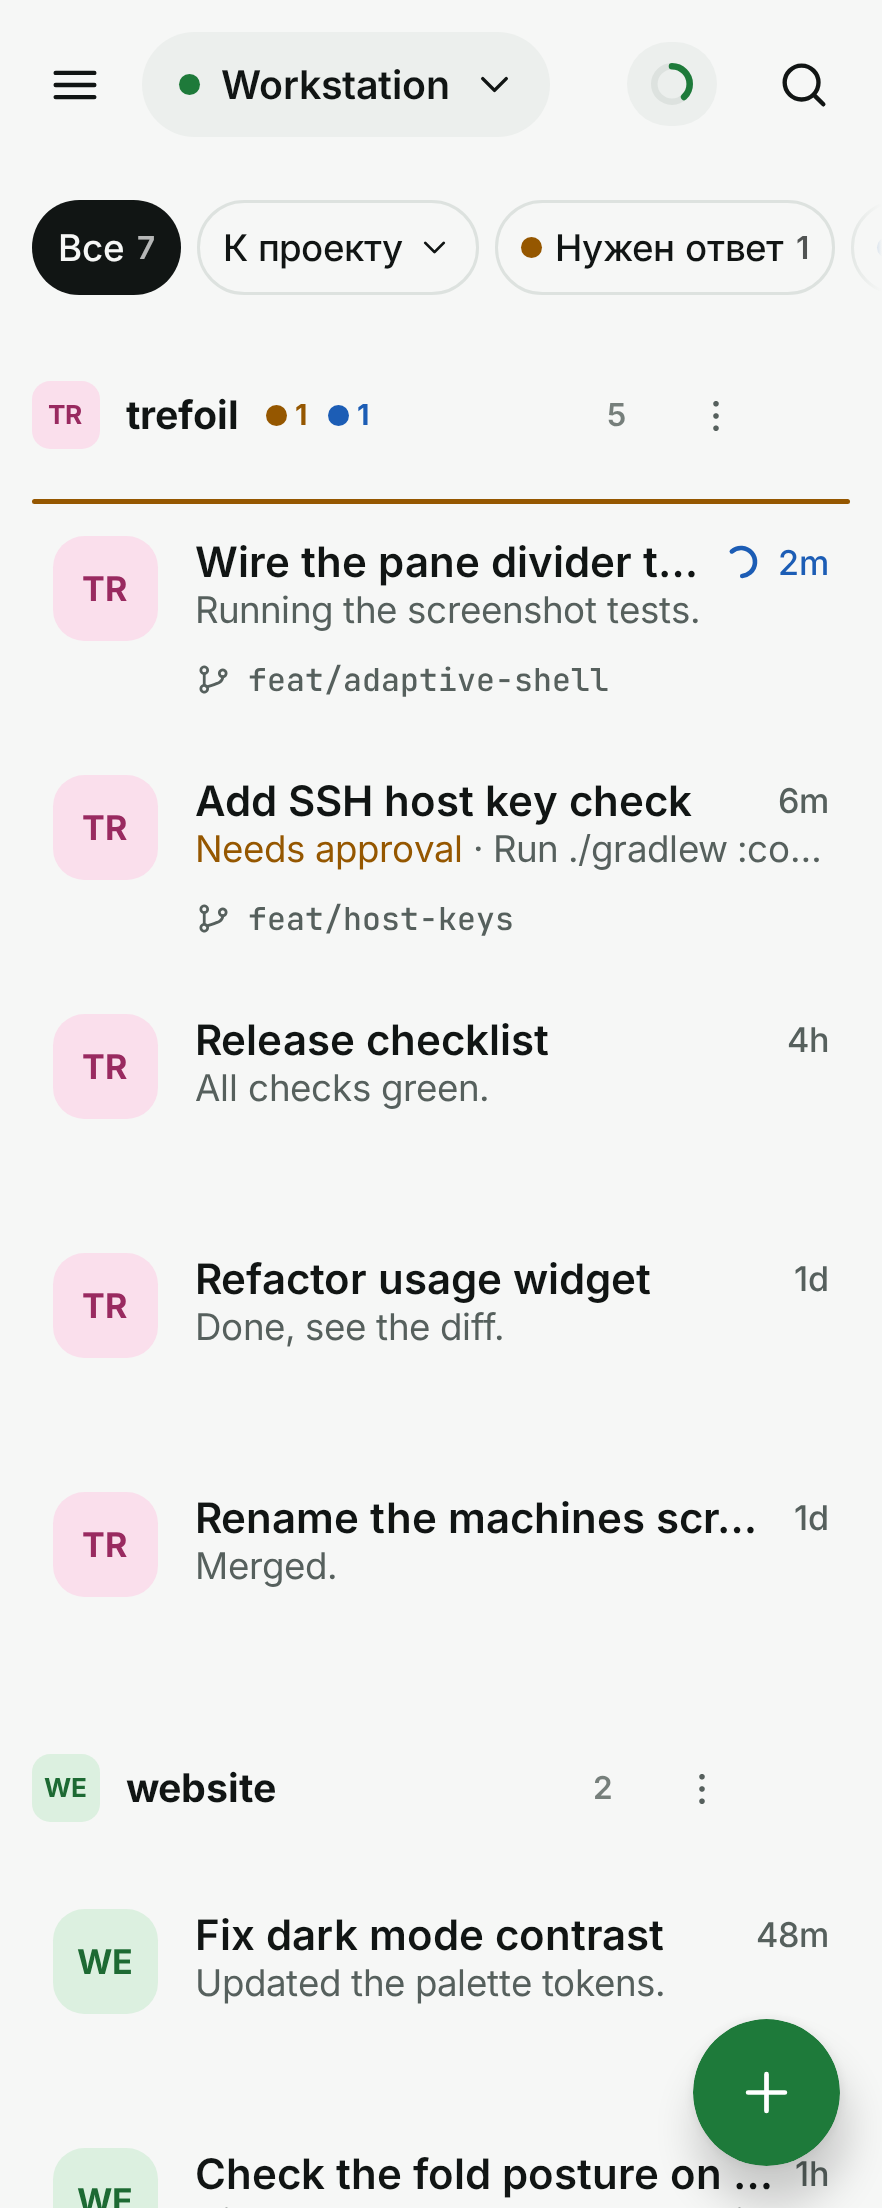 Workstation
Все 7
К проекту
Нужен ответ 1
TR trefoil 1 1 5
TR Wire the pane divider t... 2m
Running the screenshot tests.
feat/adaptive-shell
TR Add SSH host key check 6m
Needs approval · Run ./gradlew :co...
feat/host-keys
TR Release checklist 4h
All checks green.
TR Refactor usage widget 1d
Done, see the diff.
TR Rename the machines scr... 1d
Merged.
WE website 2
WE Fix dark mode contrast 48m
Updated the palette tokens.
WE Check the fold posture on ... 1h